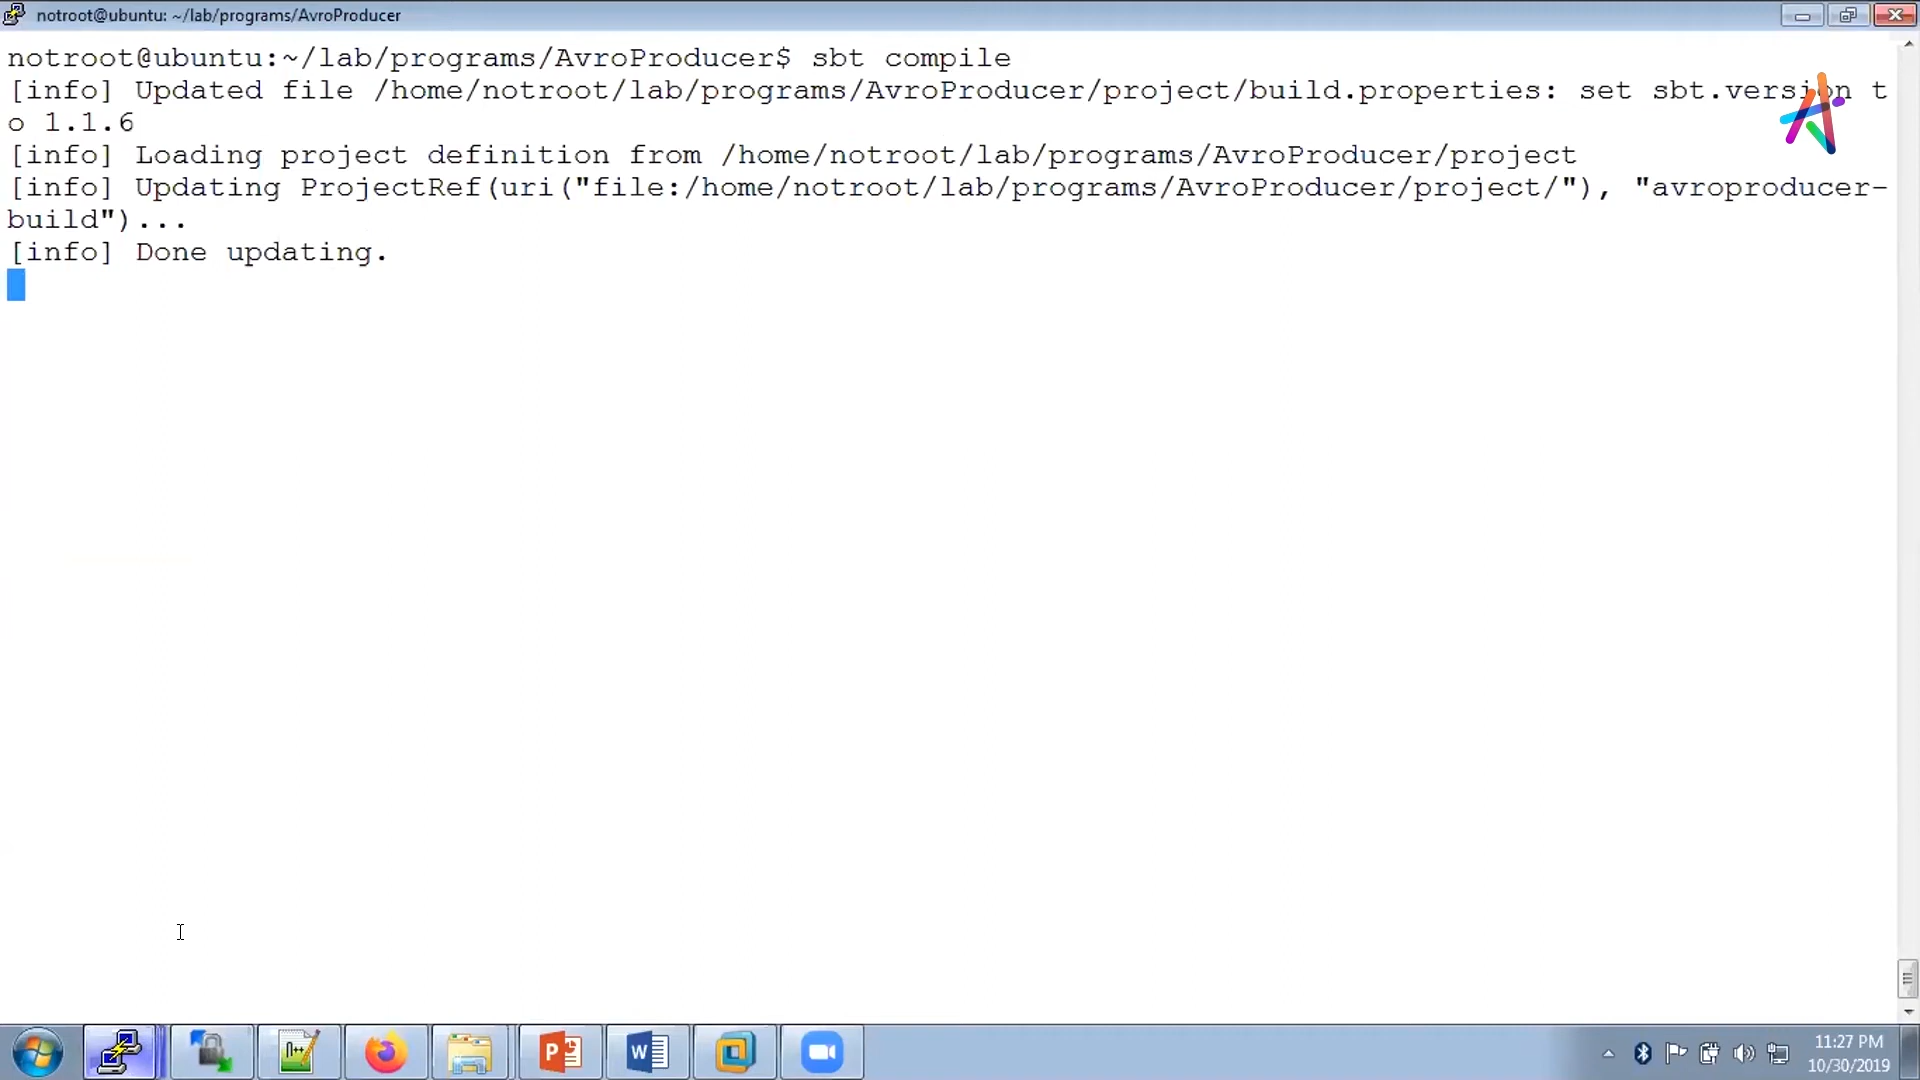 notroot@ubuntu: ~/lab/programs/AvroProducer
notroot@ubuntu:~/lab/programs/AvroProducer$ sbt compile
[info] Updated file /home/notroot/lab/programs/AvroProducer/project/build.properties: set sbt.version t
o 1.1.6
[info] Loading project definition from /home/notroot/lab/programs/AvroProducer/project
[info] Updating ProjectRef(uri("file:/home/notroot/lab/programs/AvroProducer/project/"), "avroproducer-
build")...
[info] Done updating.
11:27 PM
10/30/2019